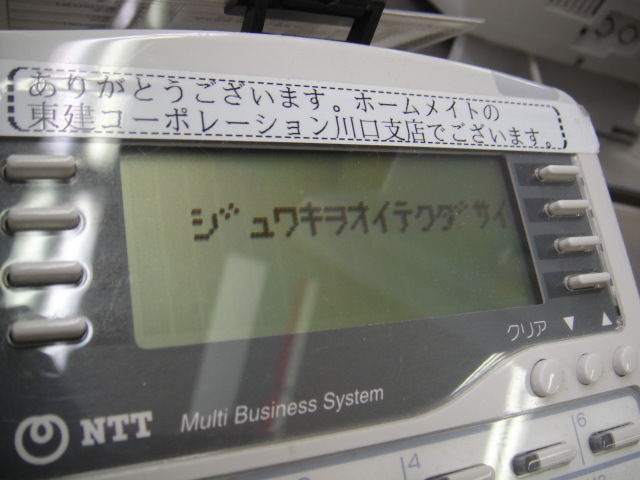 ありがとうございます。ホームメイトの
東建コーポレーション川口支店でございます。
ジュワキヲオイテクダサイ
クリア ▼ ▲
NTT Multi Business System
4
6